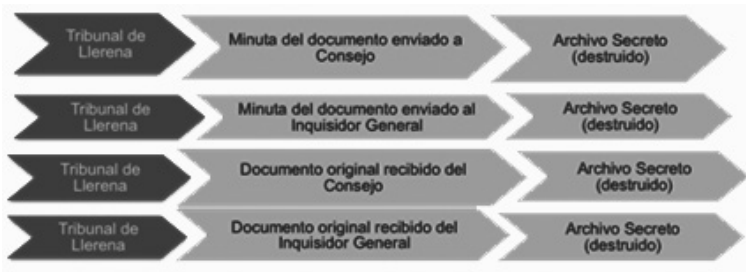 Tribunal de
Llerena
Minuta del documento enviado a
Consejo
Archivo Secreto
(destruido)
Tribunal de
Llerena
Minuta del documento enviado al
Inquisidor General
Archivo Secreto
(destruido)
Tribunal de
Llerena
Documento original recibido del
Consejo
Archivo Secreto
(destruido)
Tribunal de
Llerena
Documento original recibido del
Inquisidor General
Archivo Secreto
(destruido)